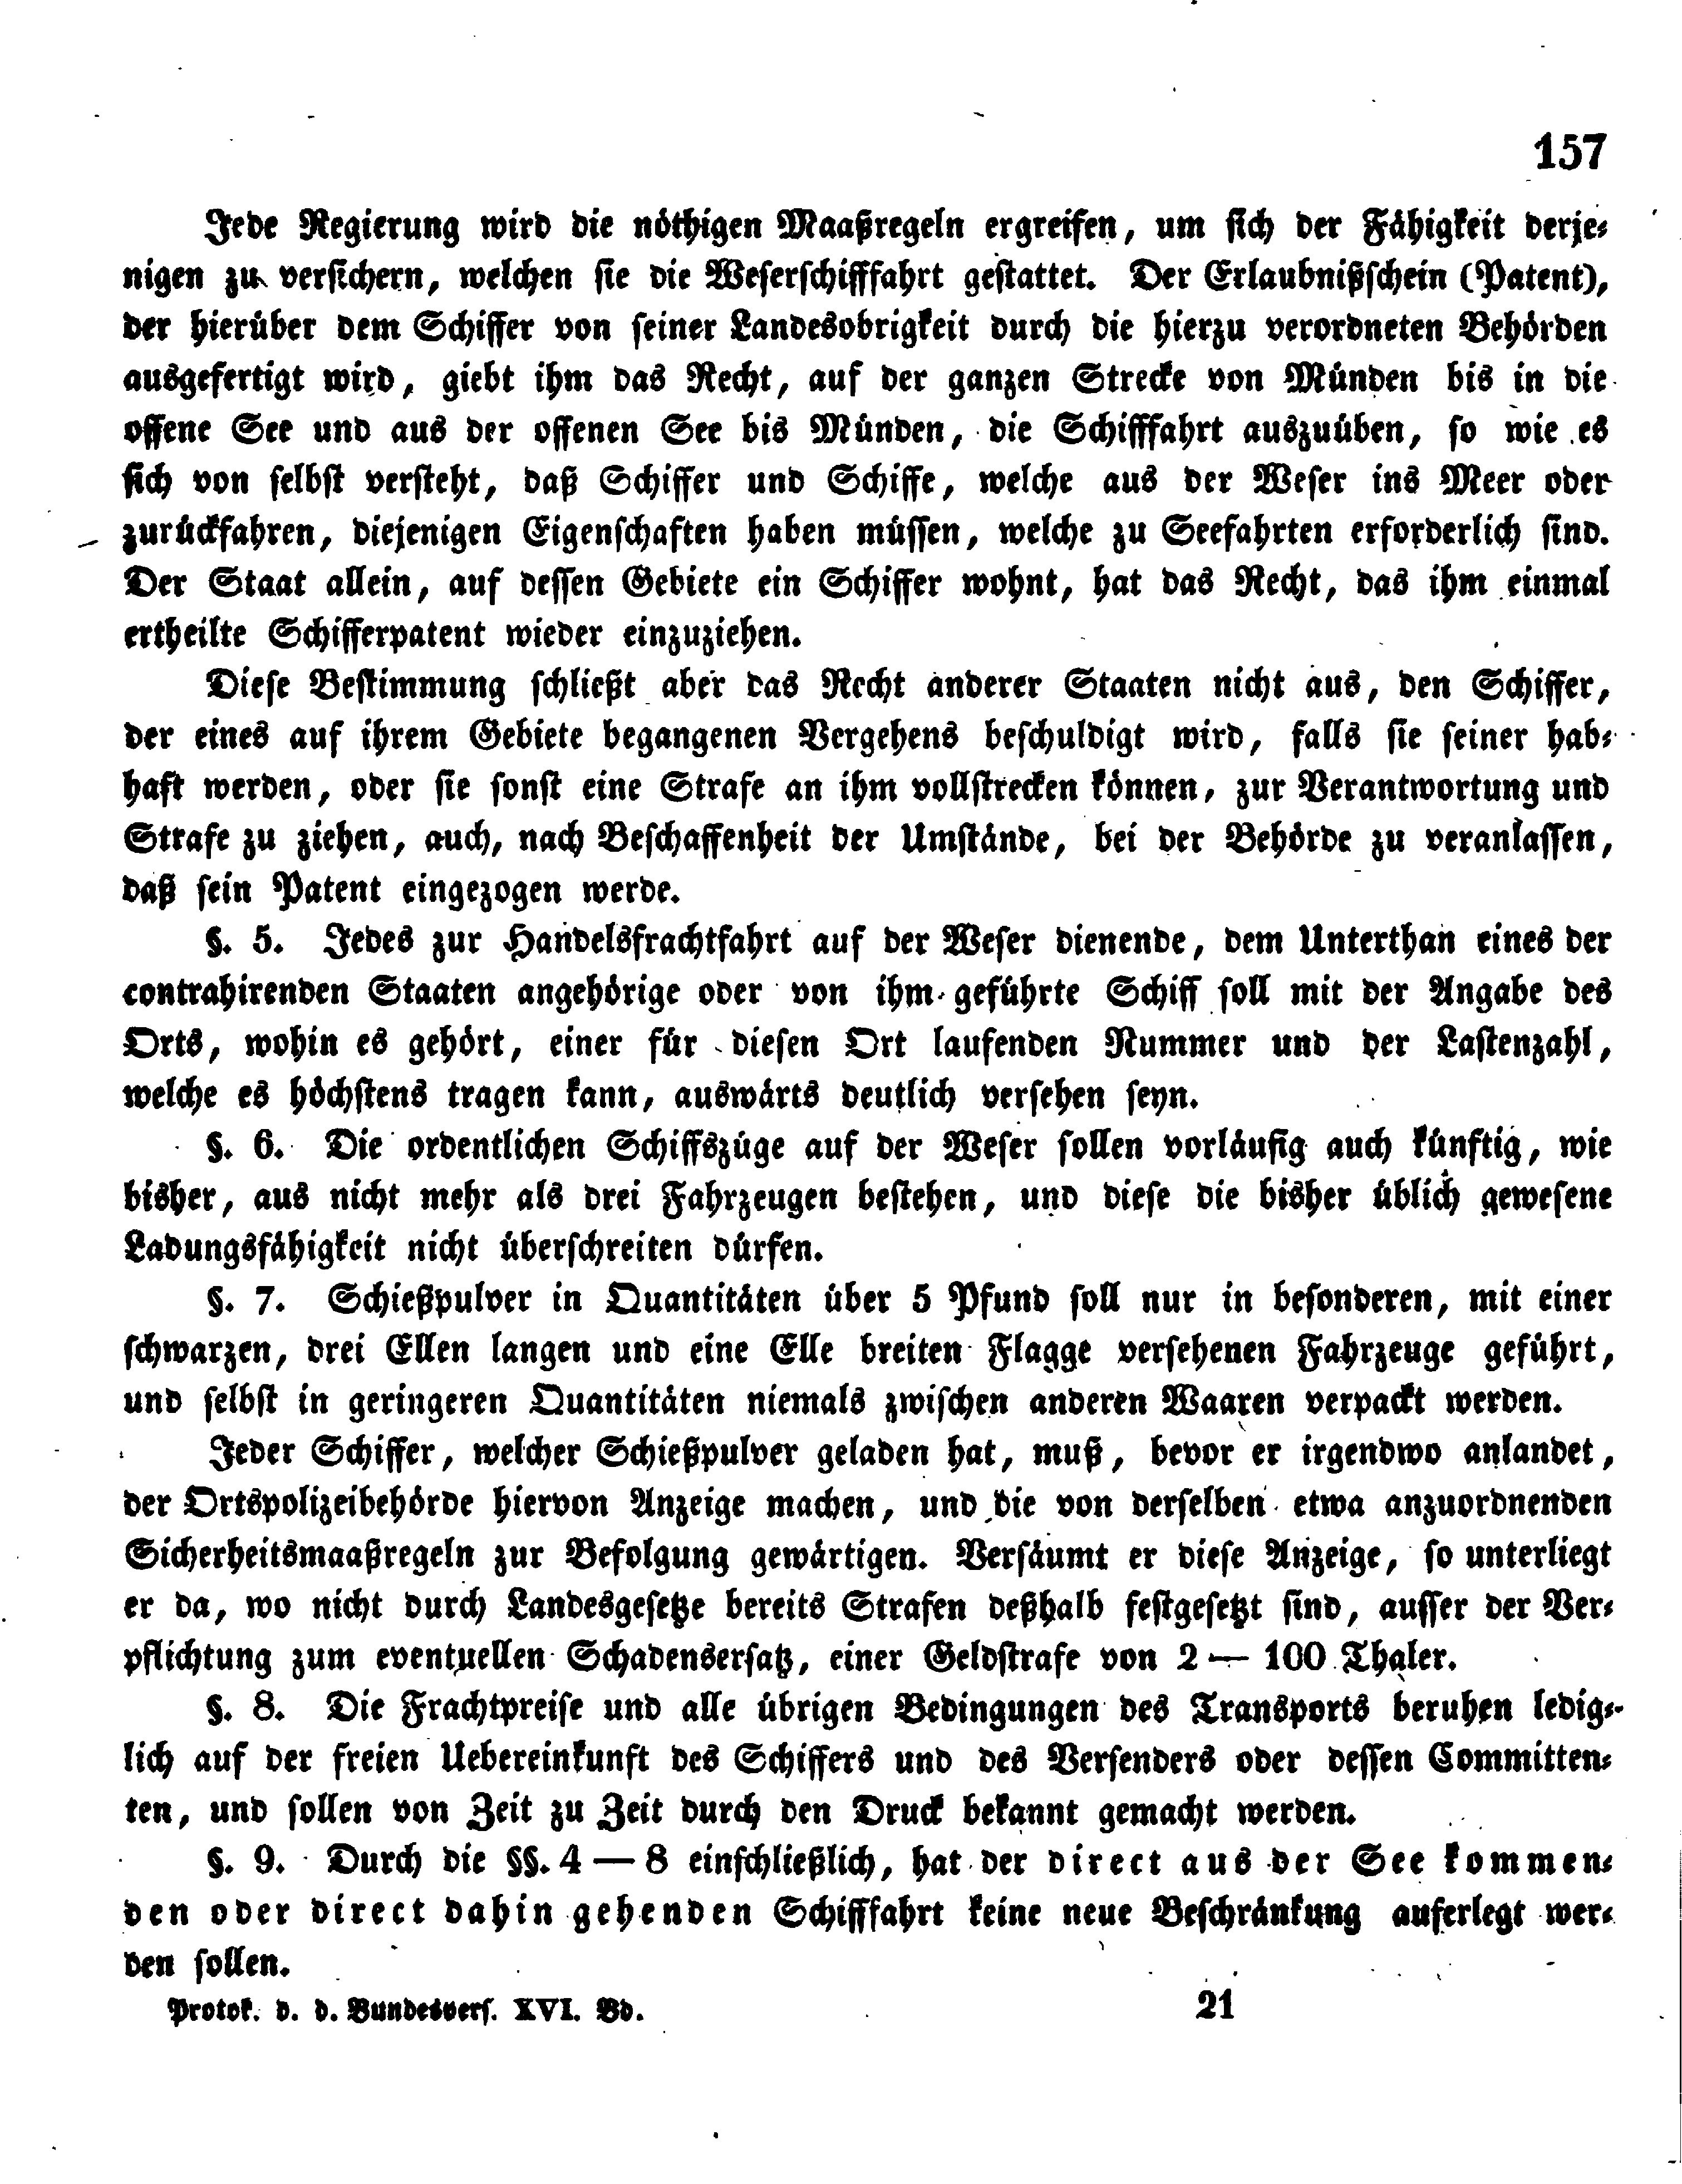 157
Jede Regierung wird die nöthigen Maaßregeln ergreifen, um sich der Fähigkeit derje-
nigen zu versichern, welchen sie die Weserschifffahrt gestattet. Der Erlaubnißschein (Patent),
der hierüber dem Schiffer von seiner Landesobrigkeit durch die hierzu verordneten Behörden
ausgefertigt wird, giebt ihm das Recht, auf der ganzen Strecke von Münden bis in die
offene See und aus der offenen See bis Münden, die Schifffahrt auszuüben, so wie es
sich von selbst versteht, daß Schiffer und Schiffe, welche aus der Weser ins Meer oder
zurückfahren, diejenigen Eigenschaften haben müssen, welche zu Seefahrten erforderlich sind.
Der Staat allein, auf dessen Gebiete ein Schiffer wohnt, hat das Recht, das ihm einmal
ertheilte Schifferpatent wieder einzuziehen.
Diese Bestimmung schließt aber das Recht anderer Staaten nicht aus, den Schiffer,
der eines auf ihrem Gebiete begangenen Vergehens beschuldigt wird, falls sie seiner hab-
haft werden, oder sie sonst eine Strafe an ihm vollstrecken können, zur Verantwortung und
Strafe zu ziehen, auch, nach Beschaffenheit der Umstände, bei der Behörde zu veranlassen,
daß sein Patent eingezogen werde.
§. 5. Jedes zur Handelsfrachtfahrt auf der Weser dienende, dem Unterthan eines der
contrahirenden Staaten angehörige oder von ihm geführte Schiff soll mit der Angabe des
Orts, wohin es gehört, einer für diesen Ort laufenden Nummer und der Lastenzahl,
welche es höchstens tragen kann, auswärts deutlich versehen seyn.
§. 6. Die ordentlichen Schiffszüge auf der Weser sollen vorläufig auch künftig, wie
bisher, aus nicht mehr als drei Fahrzeugen bestehen, und diese die bisher üblich gewesene
Ladungsfähigkeit nicht überschreiten dürfen.
§. 7. Schießpulver in Quantitäten über 5 Pfund soll nur in besonderen, mit einer
schwarzen, drei Ellen langen und eine Elle breiten Flagge versehenen Fahrzeuge geführt,
und selbst in geringeren Quantitäten niemals zwischen anderen Waaren verpackt werden.
Jeder Schiffer, welcher Schießpulver geladen hat, muß, bevor er irgendwo anlandet,
der Ortspolizeibehörde hiervon Anzeige machen, und die von derselben etwa anzuordnenden
Sicherheitsmaaßregeln zur Befolgung gewärtigen. Versäumt er diese Anzeige, so unterliegt
er da, wo nicht durch Landesgesetze bereits Strafen deßhalb festgesetzt sind, ausser der Ver-
pflichtung zum eventuellen Schadensersatz, einer Geldstrafe von 2 — 100 Thaler.
§. 8. Die Frachtpreise und alle übrigen Bedingungen des Transports beruhen ledig-
lich auf der freien Uebereinkunft des Schiffers und des Versenders oder dessen Committen-
ten, und sollen von Zeit zu Zeit durch den Druck bekannt gemacht werden.
§. 9. Durch die §§. 4 — 8 einschließlich, hat der direct aus der See kommen-
den oder direct dahin gehenden Schifffahrt keine neue Beschränkung auferlegt wer-
den sollen.
Protok. d. d. Bundesvers. XVI. Bd. 21